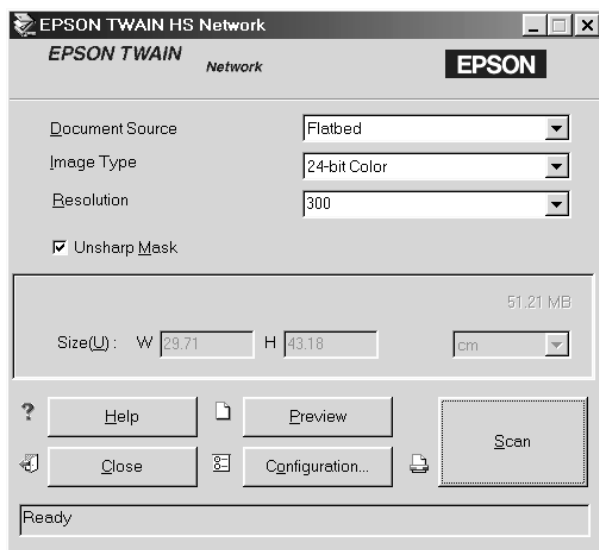 EPSON TWAIN HS Network
EPSON TWAIN Network
EPSON
Document Source Flatbed
Image Type 24-bit Color
Resolution 300
Unsharp Mask
51.21 MB
Size(U) : W 29.71 H 43.18 cm
? Help Preview
Scan
Close Configuration...
Ready